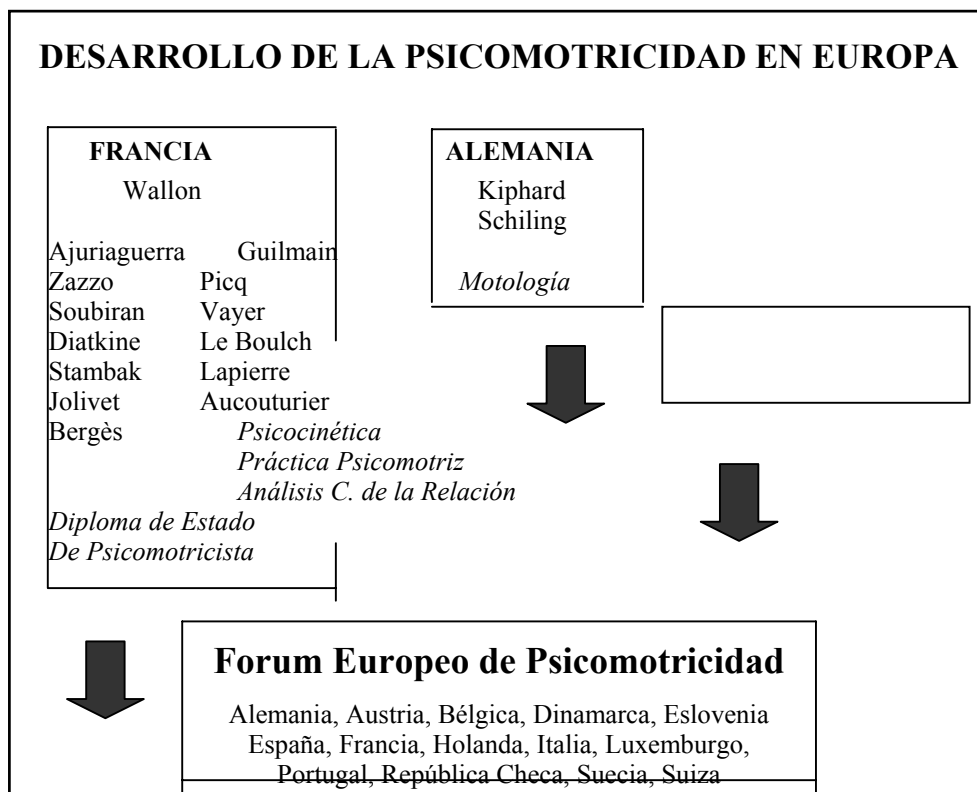 DESARROLLO DE LA PSICOMOTRICIDAD EN EUROPA
FRANCIA
Wallon
Ajuriaguerra Guilmain
Zazzo Picq
Soubiran Vayer
Diatkine Le Boulch
Stambak Lapierre
Jolivet Aucouturier
Bergès Psicocinética
Práctica Psicomotriz
Análisis C. de la Relación
Diploma de Estado
De Psicomotricista
ALEMANIA
Kiphard
Schiling
Motología
Forum Europeo de Psicomotricidad
Alemania, Austria, Bélgica, Dinamarca, Eslovenia
España, Francia, Holanda, Italia, Luxemburgo,
Portugal, República Checa, Suecia, Suiza